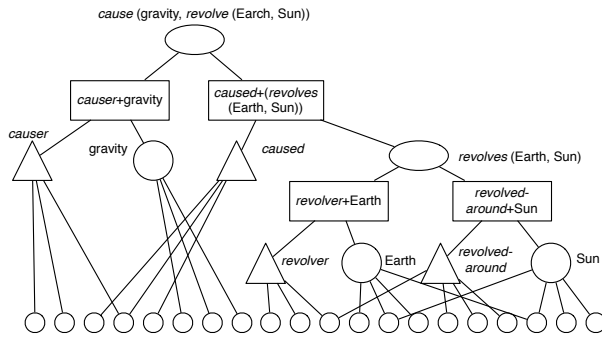 cause (gravity, revolve (Earch, Sun))
causer+gravity
caused+(revolves
(Earth, Sun))
causer
gravity
caused
revolves (Earth, Sun)
revolver+Earth
revolved-
around+Sun
revolver
Earth
revolved-
around
Sun